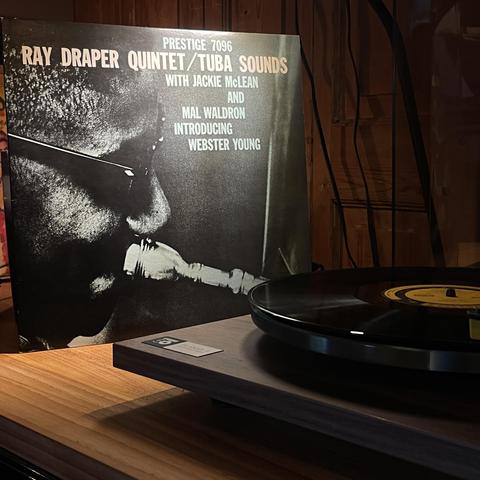 PRESTIGE 7096
RAY DRAPER QUINTET/TUBA SOUNDS
WITH JACKIE McLEAN
AND
MAL WALDRON
INTRODUCING
WEBSTER YOUNG